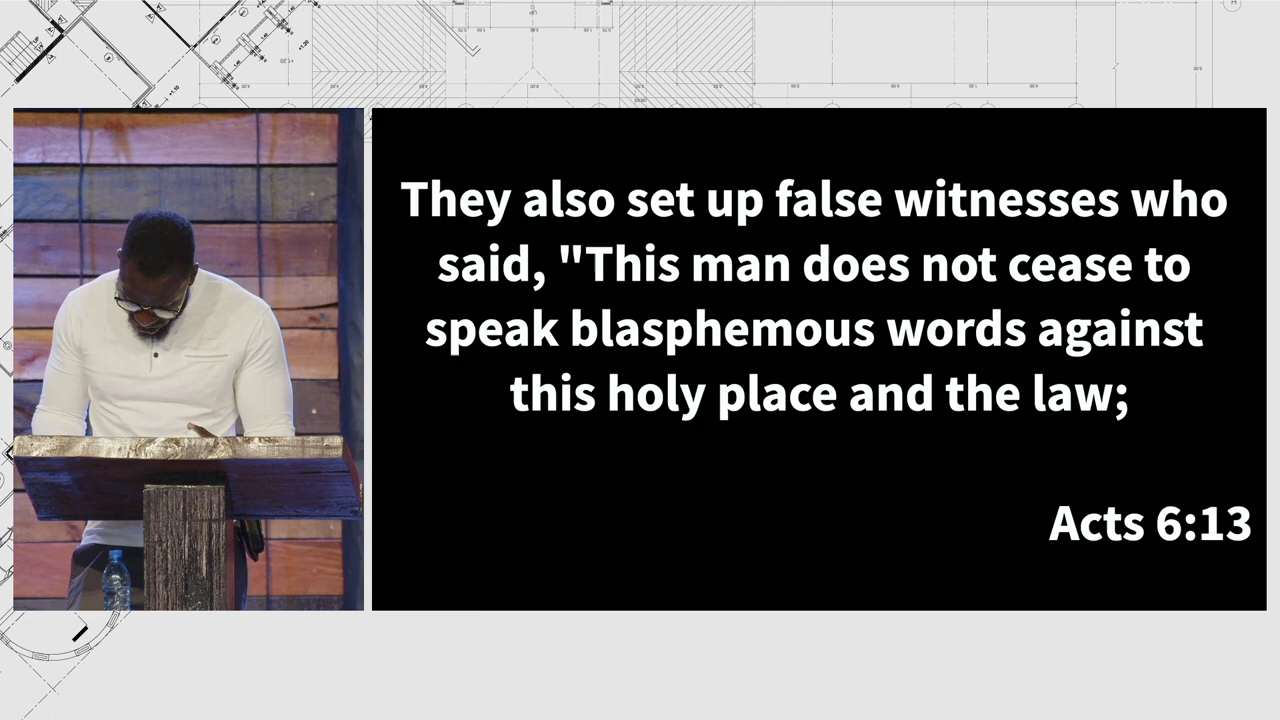 They also set up false witnesses who
said, "This man does not cease to
speak blasphemous words against
this holy place and the law;
Acts 6:13